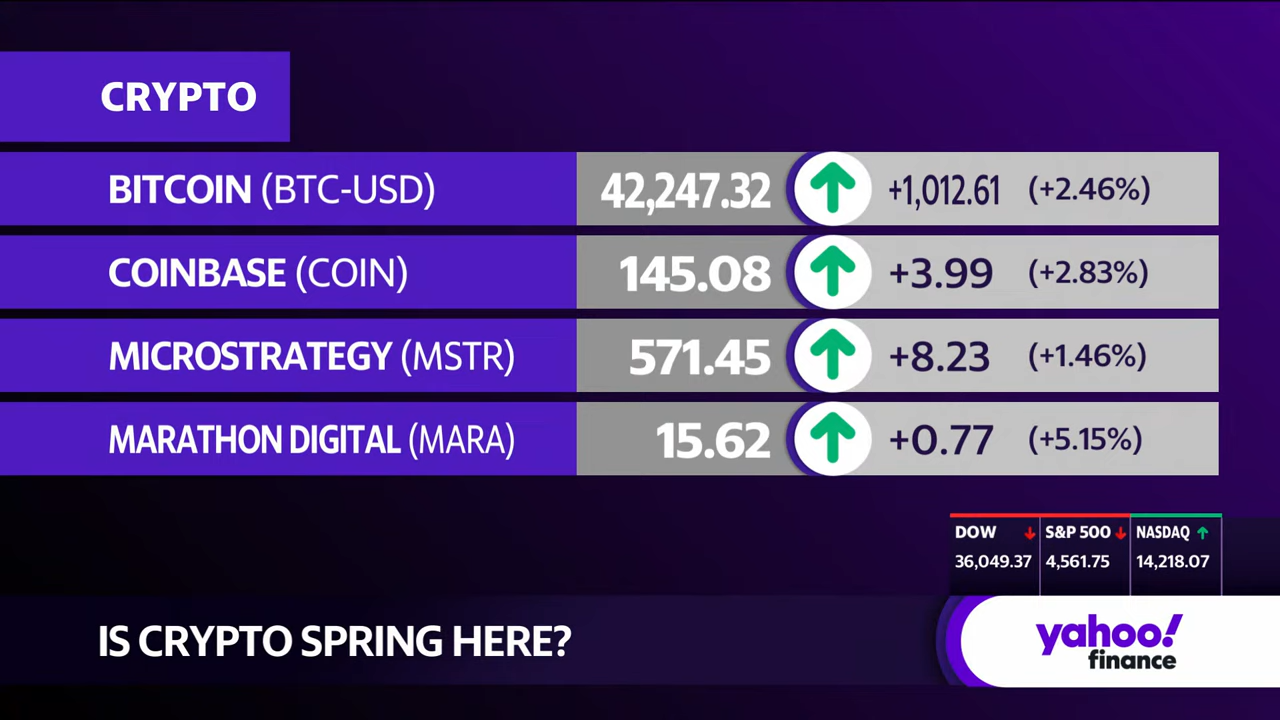 CRYPTO
BITCOIN (BTC-USD) 42,247.32 +1,012.61 (+2.46%)
COINBASE (COIN) 145.08 +3.99 (+2.83%)
MICROSTRATEGY (MSTR) 571.45 +8.23 (+1.46%)
MARATHON DIGITAL (MARA) 15.62 +0.77 (+5.15%)
DOW S&P 500 NASDAQ
36,049.37 4,561.75 14,218.07
IS CRYPTO SPRING HERE?
yahoo!
finance